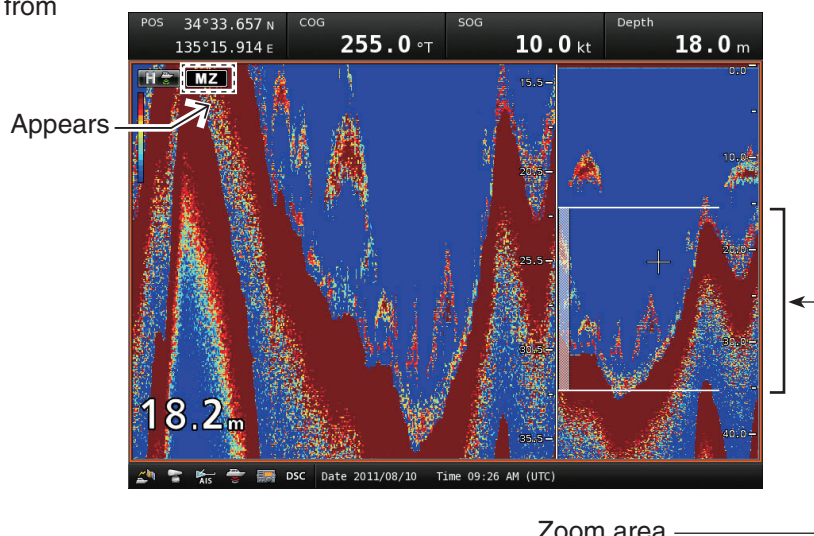 from
POS 34°33.657 N COG SOG Depth
135°15.914 E 255.0 °T 10.0 kt 18.0 m
H MZ
15.5
0.0
Appears
10.0
20.5
20.0
25.5
30.0
30.5
18.2m
35.5
40.0
AIS DSC Date 2011/08/10 Time 09:26 AM (UTC)
Zoom area